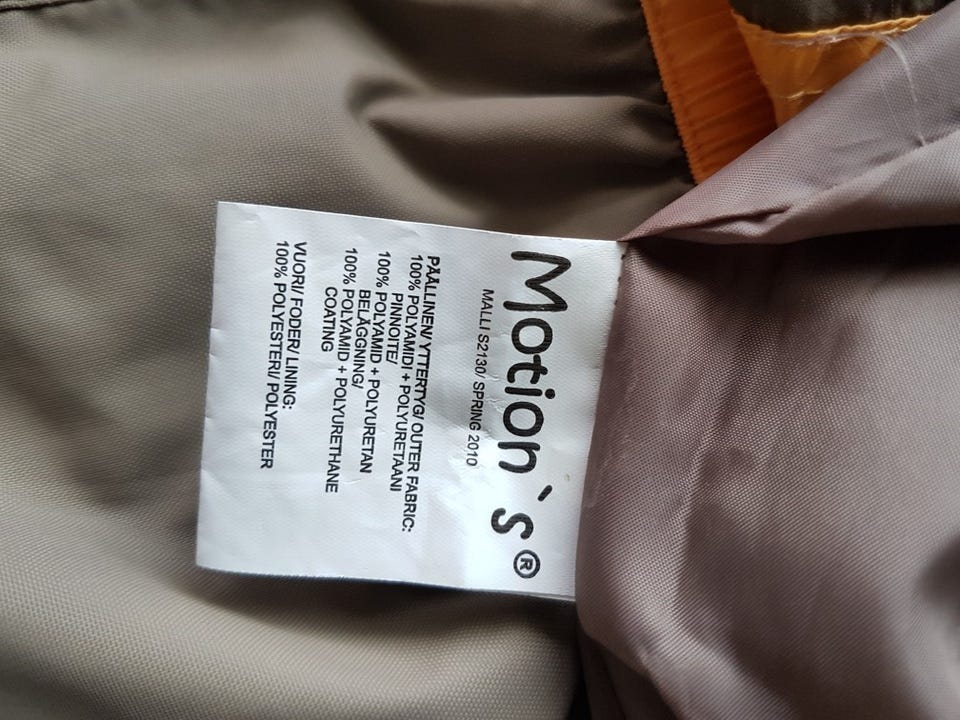 Motion`s®
MALLI S2130/ SPRING 2010
PÄÄLLINEN/ YTTERTYG/ OUTER FABRIC:
100% POLYAMIDI + POLYURETAANI
PINNOITE/
100% POLYAMID + POLYURETAN
BELÄGGNING/
100% POLYAMID + POLYURETHANE
COATING
VUORI/ FODER/ LINING:
100% POLYESTERI/ POLYESTER